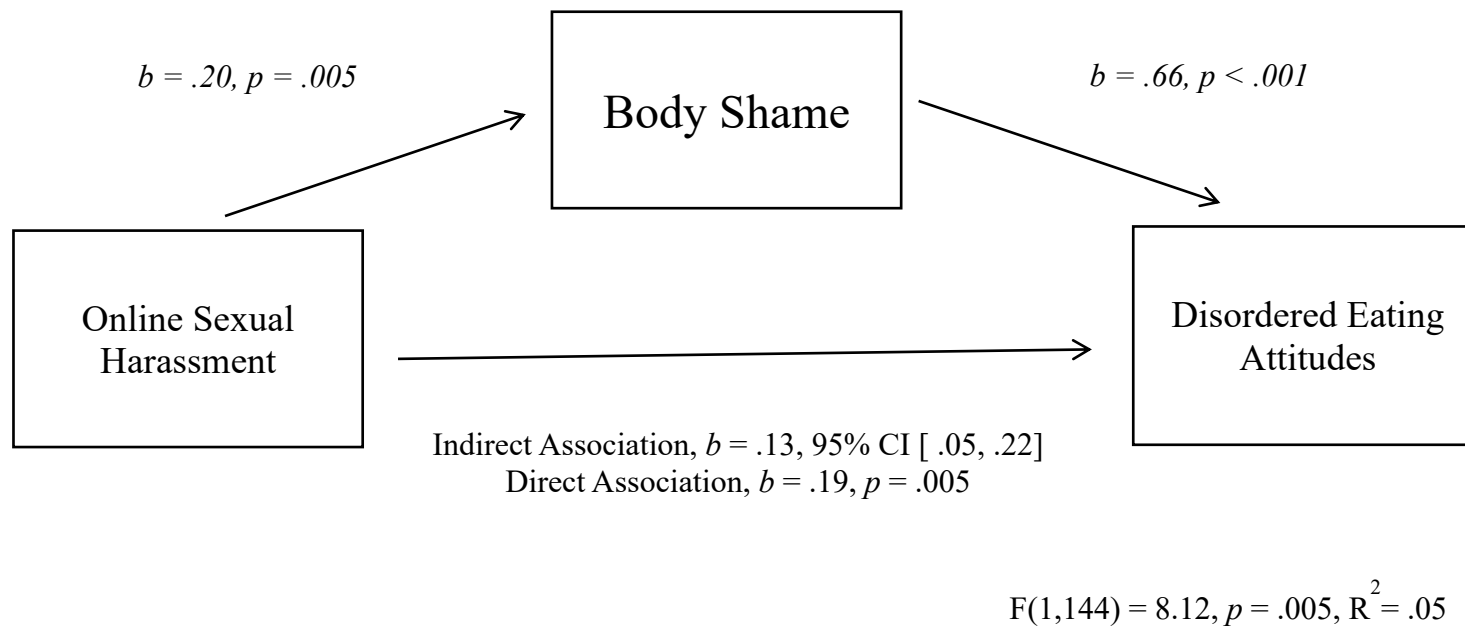 b = .20, p = .005
Body Shame
b = .66, p < .001
Online Sexual
Harassment
Disordered Eating
Attitudes
Indirect Association, b = .13, 95% CI [ .05, .22]
Direct Association, b = .19, p = .005
F(1,144) = 8.12, p = .005, R²= .05